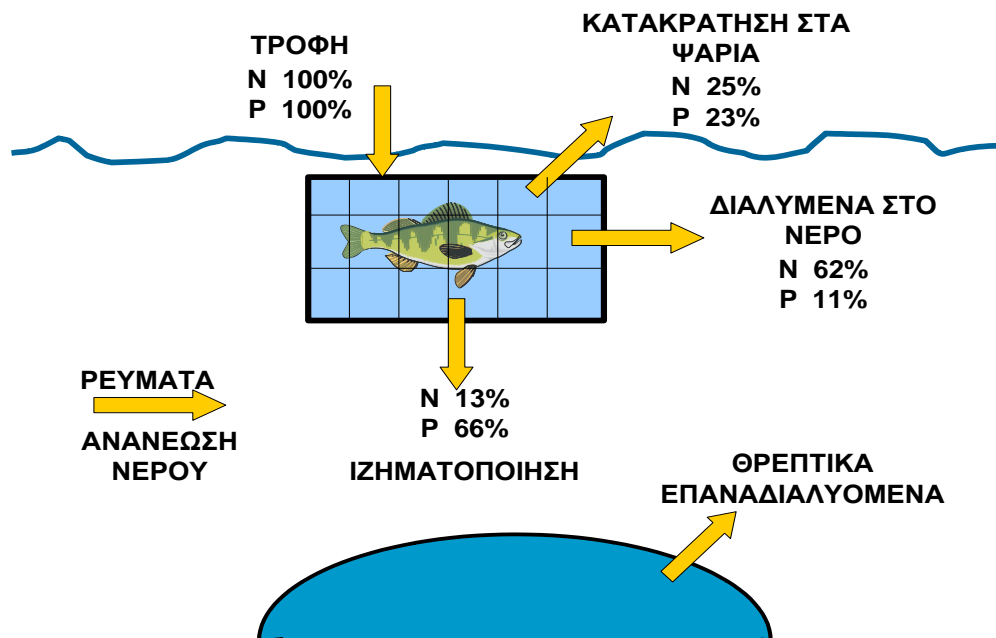 ΤΡΟΦΗ
N 100%
P 100%
ΚΑΤΑΚΡΑΤΗΣΗ ΣΤΑ
ΨΑΡΙΑ
N 25%
P 23%
ΔΙΑΛΥΜΕΝΑ ΣΤΟ
ΝΕΡΟ
N 62%
P 11%
ΡΕΥΜΑΤΑ
ΑΝΑΝΕΩΣΗ
ΝΕΡΟΥ
N 13%
P 66%
ΙΖΗΜΑΤΟΠΟΙΗΣΗ
ΘΡΕΠΤΙΚΑ
ΕΠΑΝΑΔΙΑΛΥΟΜΕΝΑ